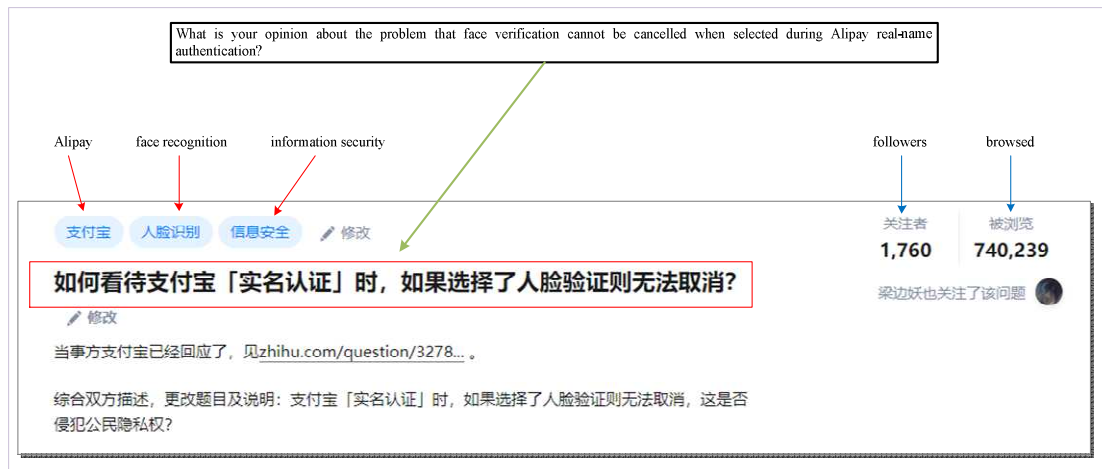 What is your opinion about the problem that face verification cannot be cancelled when selected during Alipay real-name
authentication?
Alipay face recognition information security followers browsed
支付宝 人脸识别 信息安全 修改 关注者 被浏览
1,760 740,239
如何看待支付宝「实名认证」时，如果选择了人脸验证则无法取消？
梁边妖也关注了该问题
修改
当事方支付宝已经回应了，见zhihu.com/question/3278... 。
综合双方描述，更改题目及说明：支付宝「实名认证」时，如果选择了人脸验证则无法取消，这是否
侵犯公民隐私权？